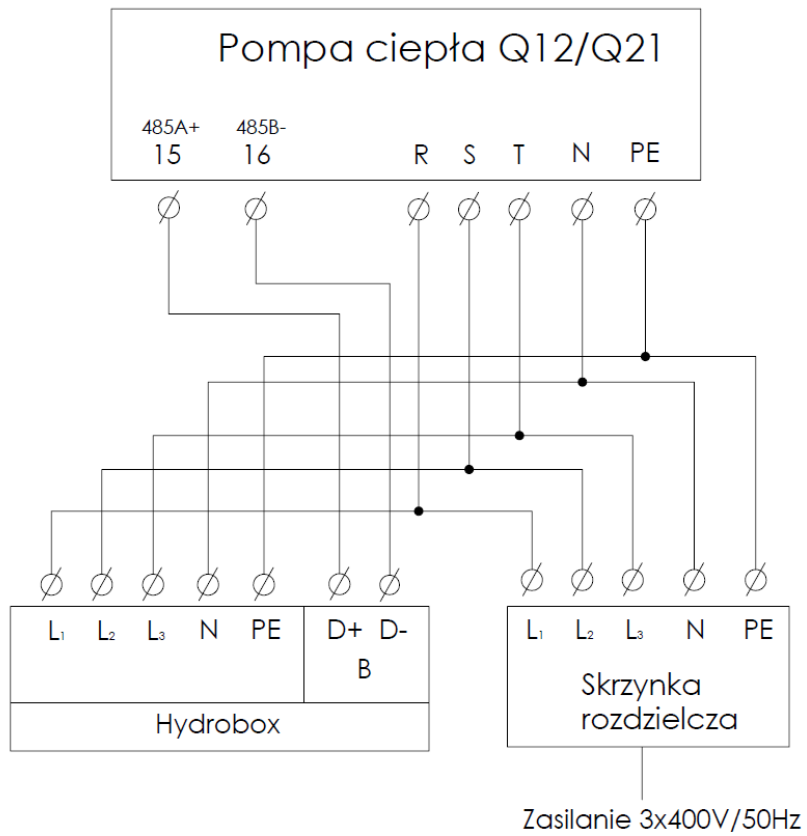 Pompa ciepła Q12/Q21
485A+ 485B-
15 16 R S T N PE
L₁ L₂ L₃ N PE D+ D-
B
Hydrobox
L₁ L₂ L₃ N PE
Skrzynka
rozdzielcza
Zasilanie 3x400V/50Hz